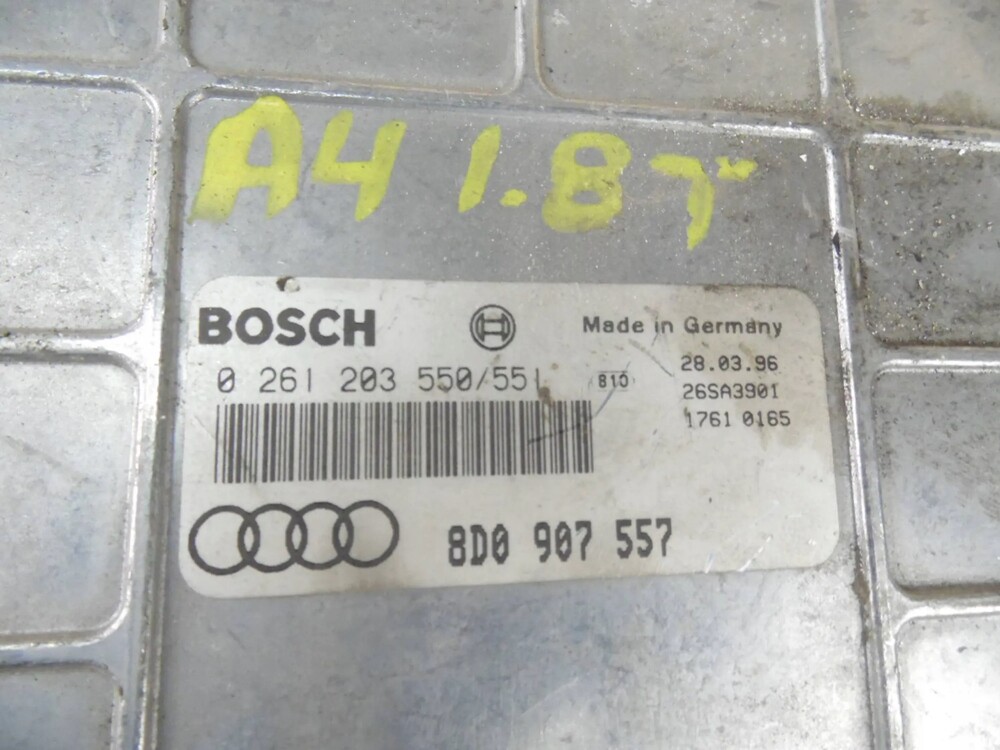 A4 1.8T
BOSCH
Made in Germany
0 261 203 550/551
810
28.03.96
26SA3901
1761 0165
8D0 907 557